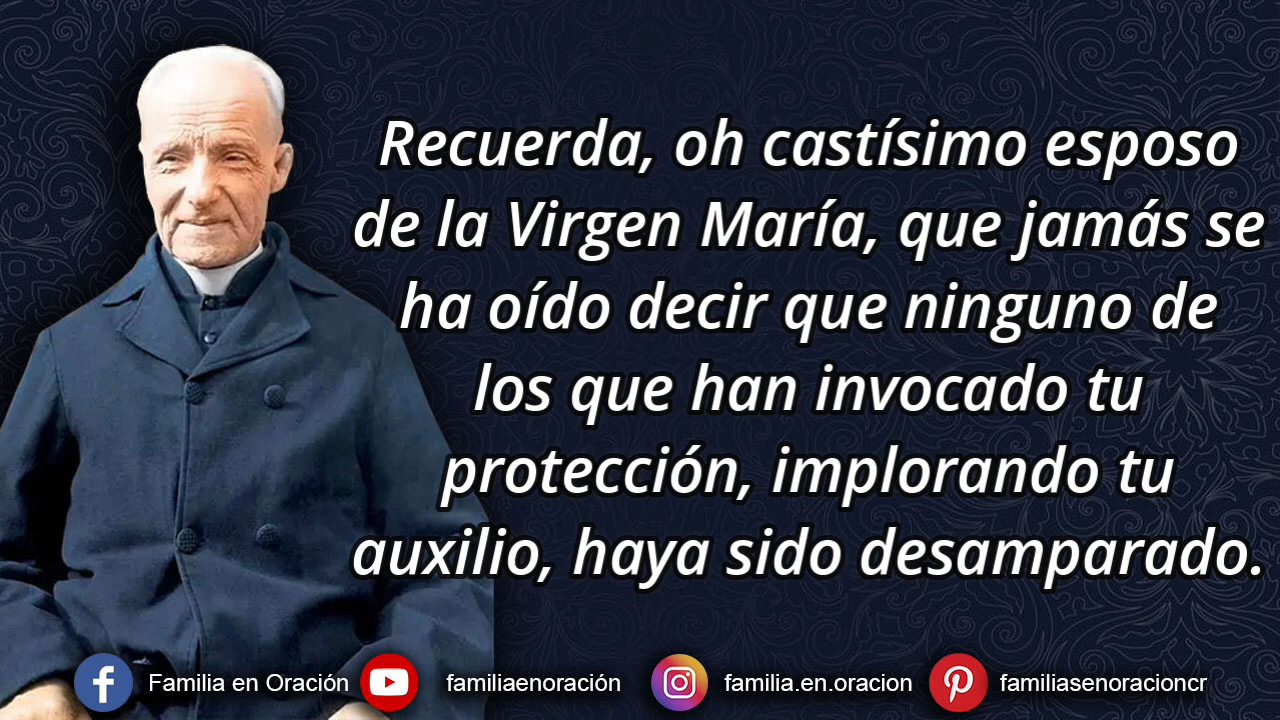 Recuerda, oh castísimo esposo
de la Virgen María, que jamás se
ha oído decir que ninguno de
los que han invocado tu
protección, implorando tu
auxilio, haya sido desamparado.
Familia en Oración familiaenoración familia.en.oracion familiasenoracioncr